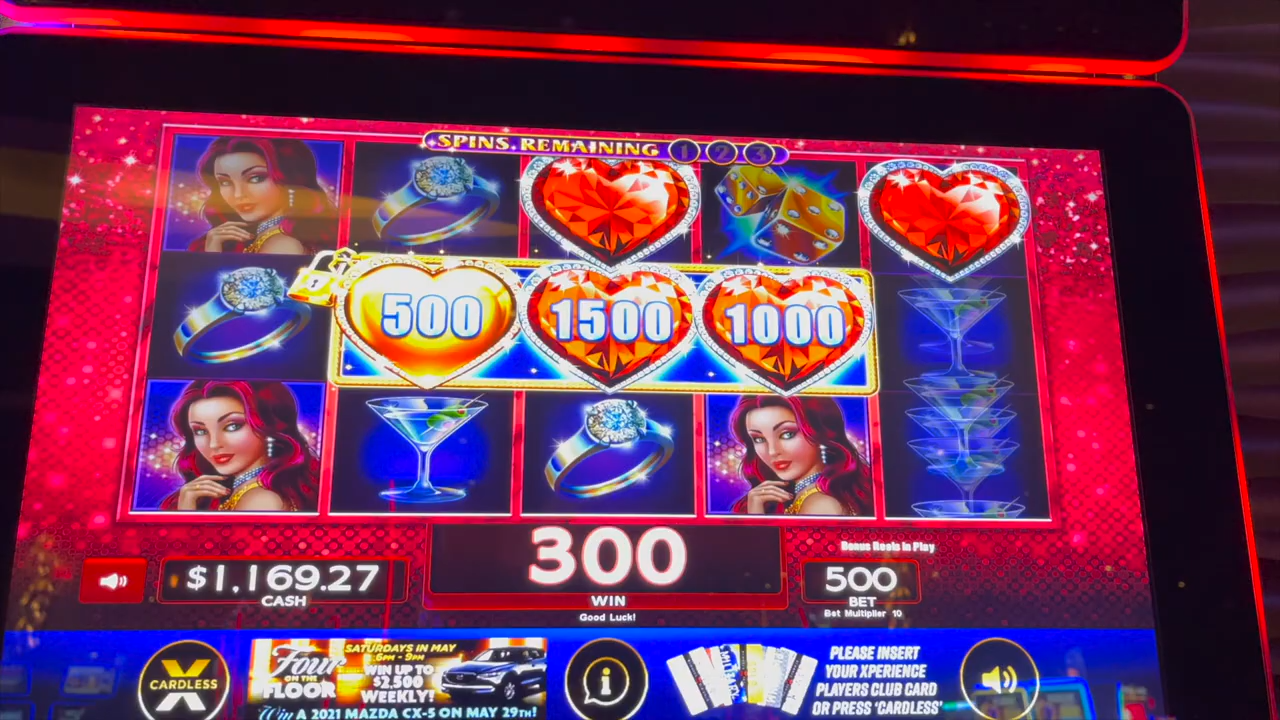 SPINS REMAINING 1 2 3
500
1500
1000
300
WIN
Good Luck!
$1,169.27
CASH
Bonus Reels in Play
500
BET
Bet Multiplier 10
X
CARDLESS
Four
ON THE
FLOOR
SATURDAYS IN MAY
6PM - 9PM
WIN UP TO
$2,500
WEEKLY!
Win A 2021 MAZDA CX-5 ON MAY 29TH!
i
PLEASE INSERT
YOUR XPERIENCE
PLAYERS CLUB CARD
OR PRESS 'CARDLESS'